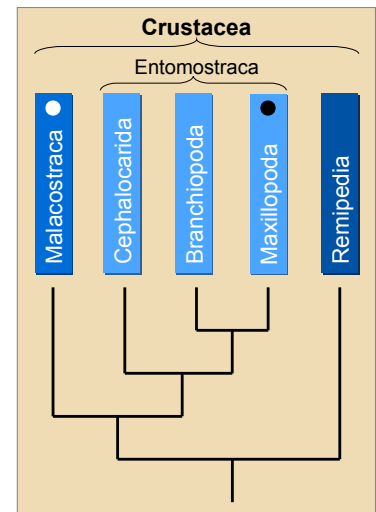 Crustacea
Entomostraca
Malacostraca
Cephalocarida
Branchiopoda
Maxillopoda
Remipedia